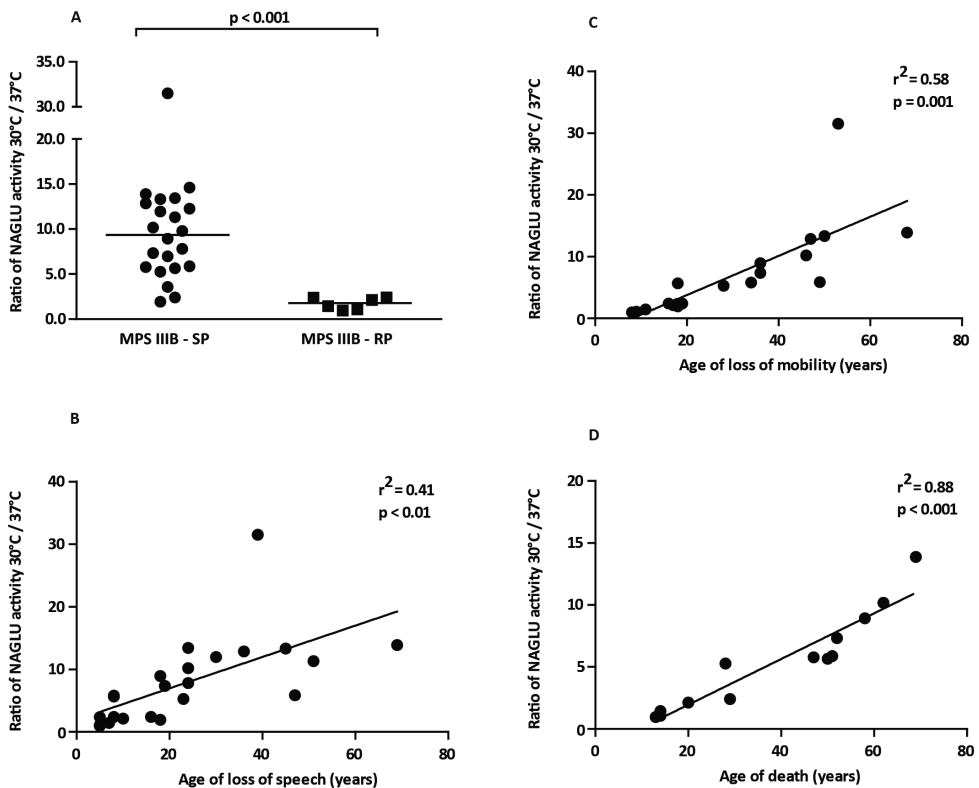 A
p < 0.001
Ratio of NAGLU activity 30°C / 37°C
35.0
30.0
20.0
15.0
10.0
5.0
0.0
MPS IIIB - SP
MPS IIIB - RP
C
Ratio of NAGLU activity 30°C / 37°C
r2 = 0.58
p = 0.001
40
30
20
10
0
0 20 40 60 80
Age of loss of mobility (years)
B
Ratio of NAGLU activity 30°C / 37°C
r2 = 0.41
p < 0.01
40
30
20
10
0
0 20 40 60 80
Age of loss of speech (years)
D
Ratio of NAGLU activity 30°C / 37°C
r2 = 0.88
p < 0.001
20
15
10
5
0
0 20 40 60 80
Age of death (years)